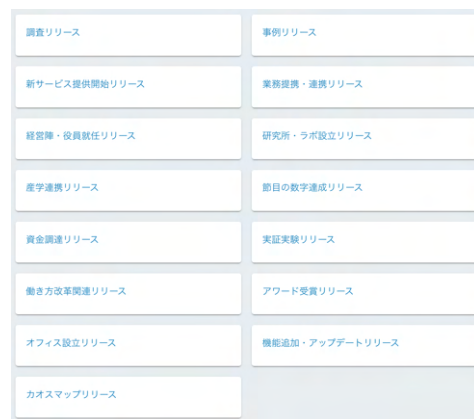 調査リリース
事例リリース
新サービス提供開始リリース
業務提携・連携リリース
経営陣・役員就任リリース
研究所・ラボ設立リリース
産学連携リリース
節目の数字達成リリース
資金調達リリース
実証実験リリース
働き方改革関連リリース
アワード受賞リリース
オフィス設立リリース
機能追加・アップデートリリース
カオスマップリリース